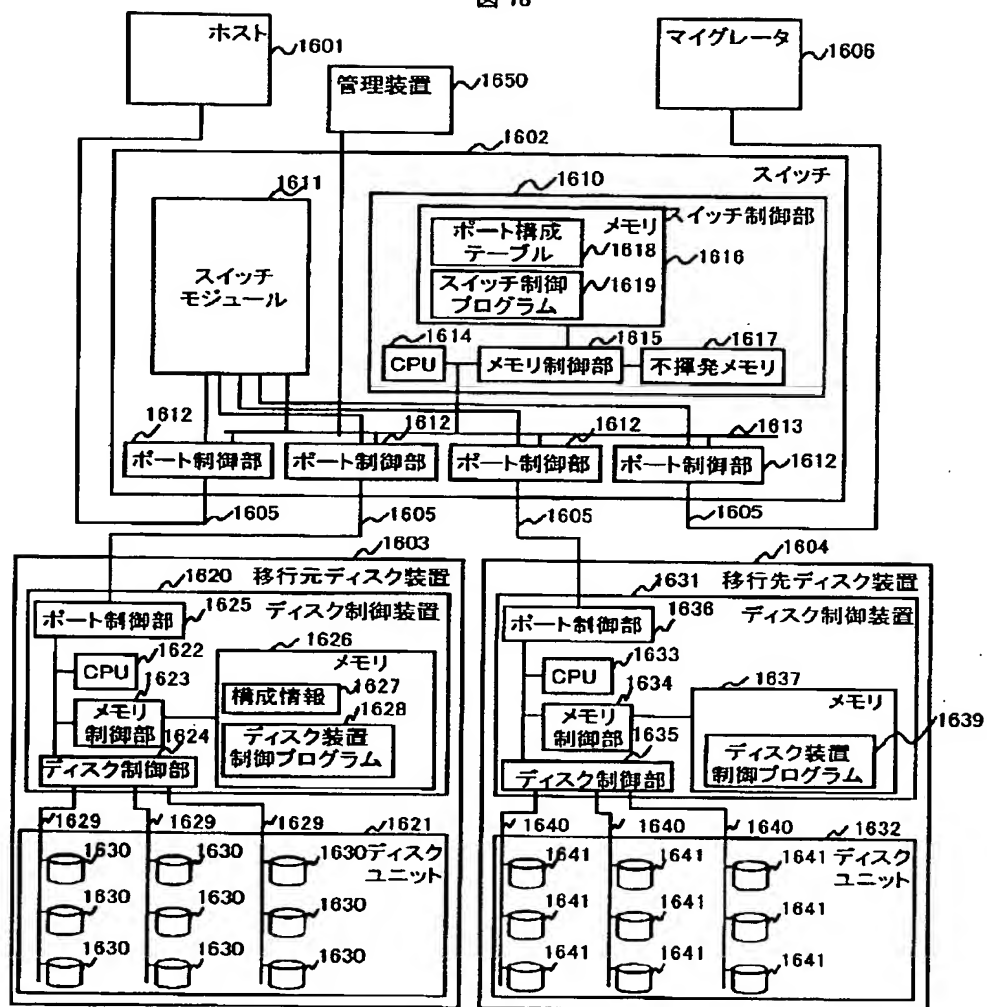 図 16
ホスト
1601
マイグレータ
1606
管理装置
1650
1602
スイッチ
1611
スイッチ
モジュール
1610
スイッチ制御部
メモリ
1616
ポート構成
テーブル
1618
スイッチ制御
プログラム
1619
1614
CPU
1615
メモリ制御部
1617
不揮発メモリ
1613
1612
ポート制御部
1612
ポート制御部
1612
ポート制御部
1612
ポート制御部
1605
1605
1605
1605
1603
移行元ディスク装置
1620
ディスク制御装置
1625
ポート制御部
1622
CPU
1623
メモリ
制御部
1624
ディスク制御部
1626
メモリ
1627
構成情報
1628
ディスク装置
制御プログラム
1629
1629
1629
1621
ディスク
ユニット
1630
1630
1630
1630
1630
1630
1630
1630
1630
1604
移行先ディスク装置
1631
ディスク制御装置
1636
ポート制御部
1633
CPU
1634
メモリ
制御部
1635
ディスク制御部
1637
メモリ
1639
ディスク装置
制御プログラム
1640
1640
1640
1632
ディスク
ユニット
1641
1641
1641
1641
1641
1641
1641
1641
1641